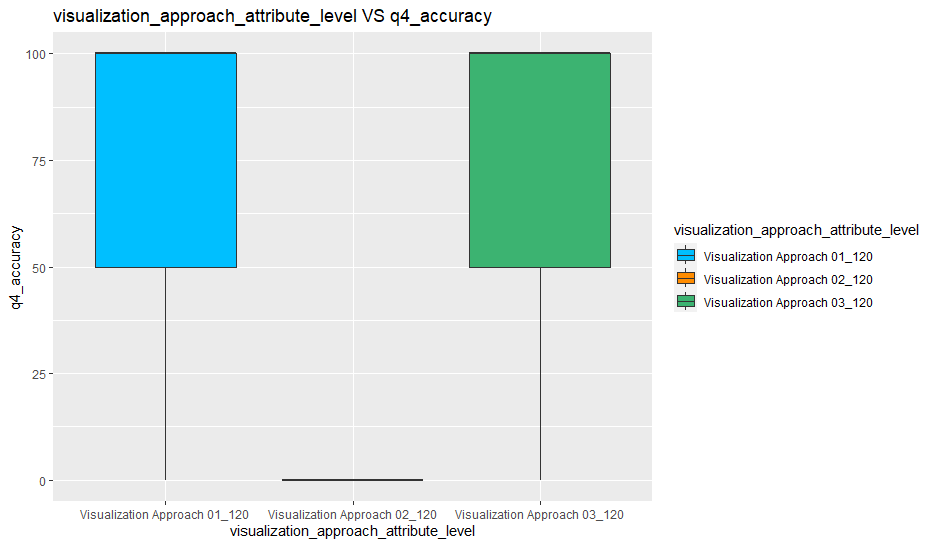 visualization_approach_attribute_level VS q4_accuracy
100
75
50
25
0
q4_accuracy
Visualization Approach 01_120 Visualization Approach 02_120 Visualization Approach 03_120
visualization_approach_attribute_level
visualization_approach_attribute_level
Visualization Approach 01_120
Visualization Approach 02_120
Visualization Approach 03_120